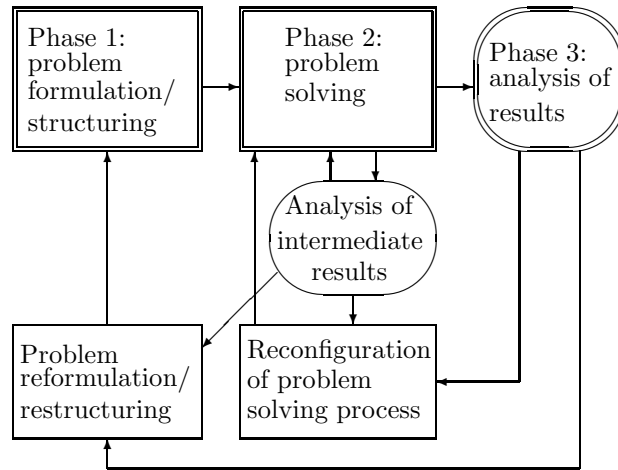 Phase 1:
problem
formulation/
structuring
Phase 2:
problem
solving
Phase 3:
analysis of
results
Analysis of
intermediate
results
Problem
reformulation/
restructuring
Reconfiguration
of problem
solving process